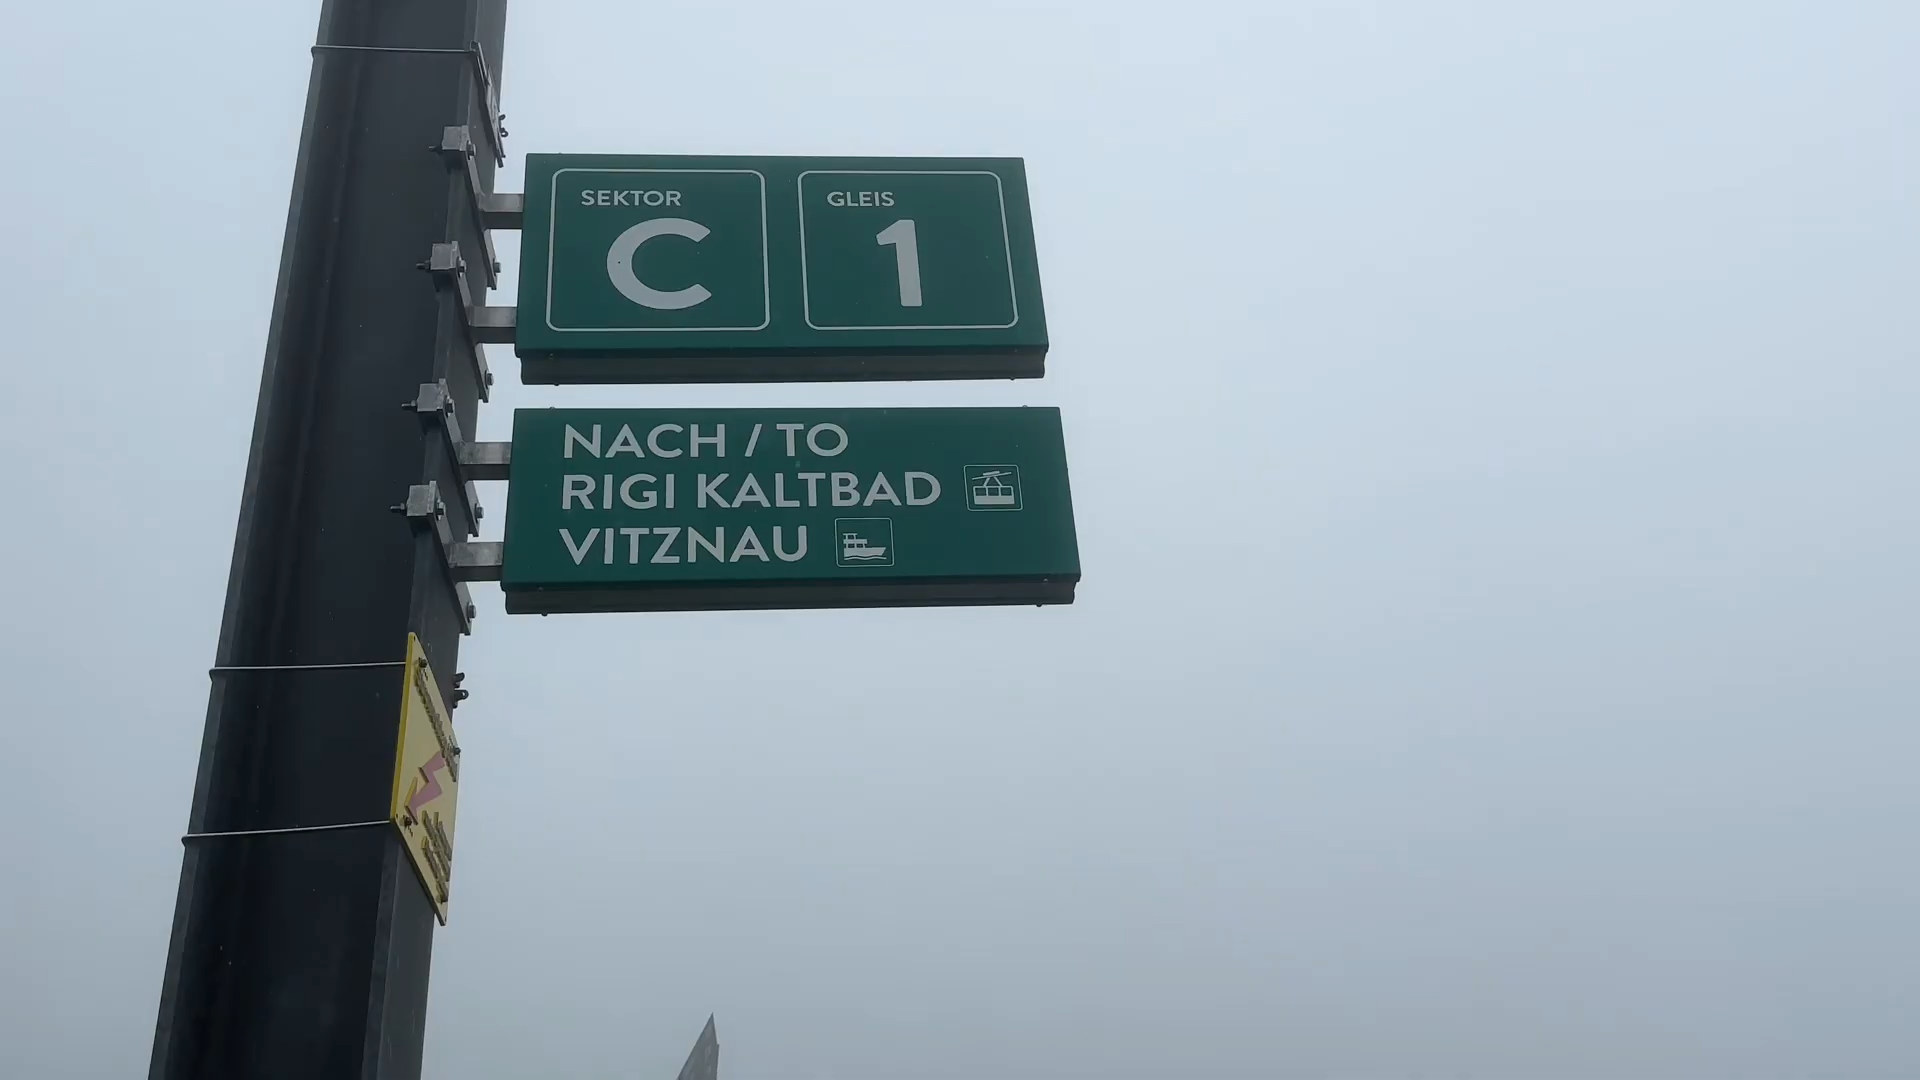 SEKTOR
C
GLEIS
1
NACH / TO
RIGI KALTBAD
VITZNAU